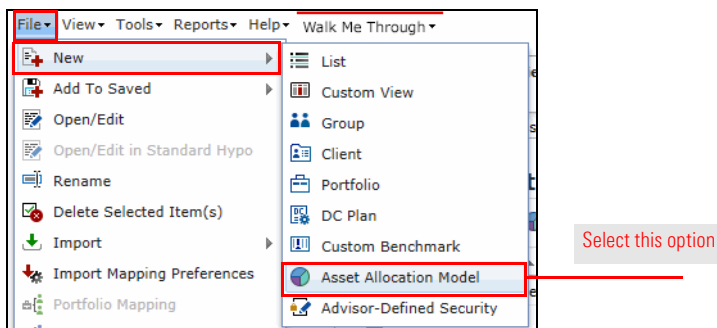 File View Tools Reports Help Walk Me Through
New
Add To Saved
Open/Edit
Open/Edit in Standard Hypo
Rename
Delete Selected Item(s)
Import
Import Mapping Preferences
Portfolio Mapping
List
Custom View
Group
Client
Portfolio
DC Plan
Custom Benchmark
Asset Allocation Model
Advisor-Defined Security
Select this option